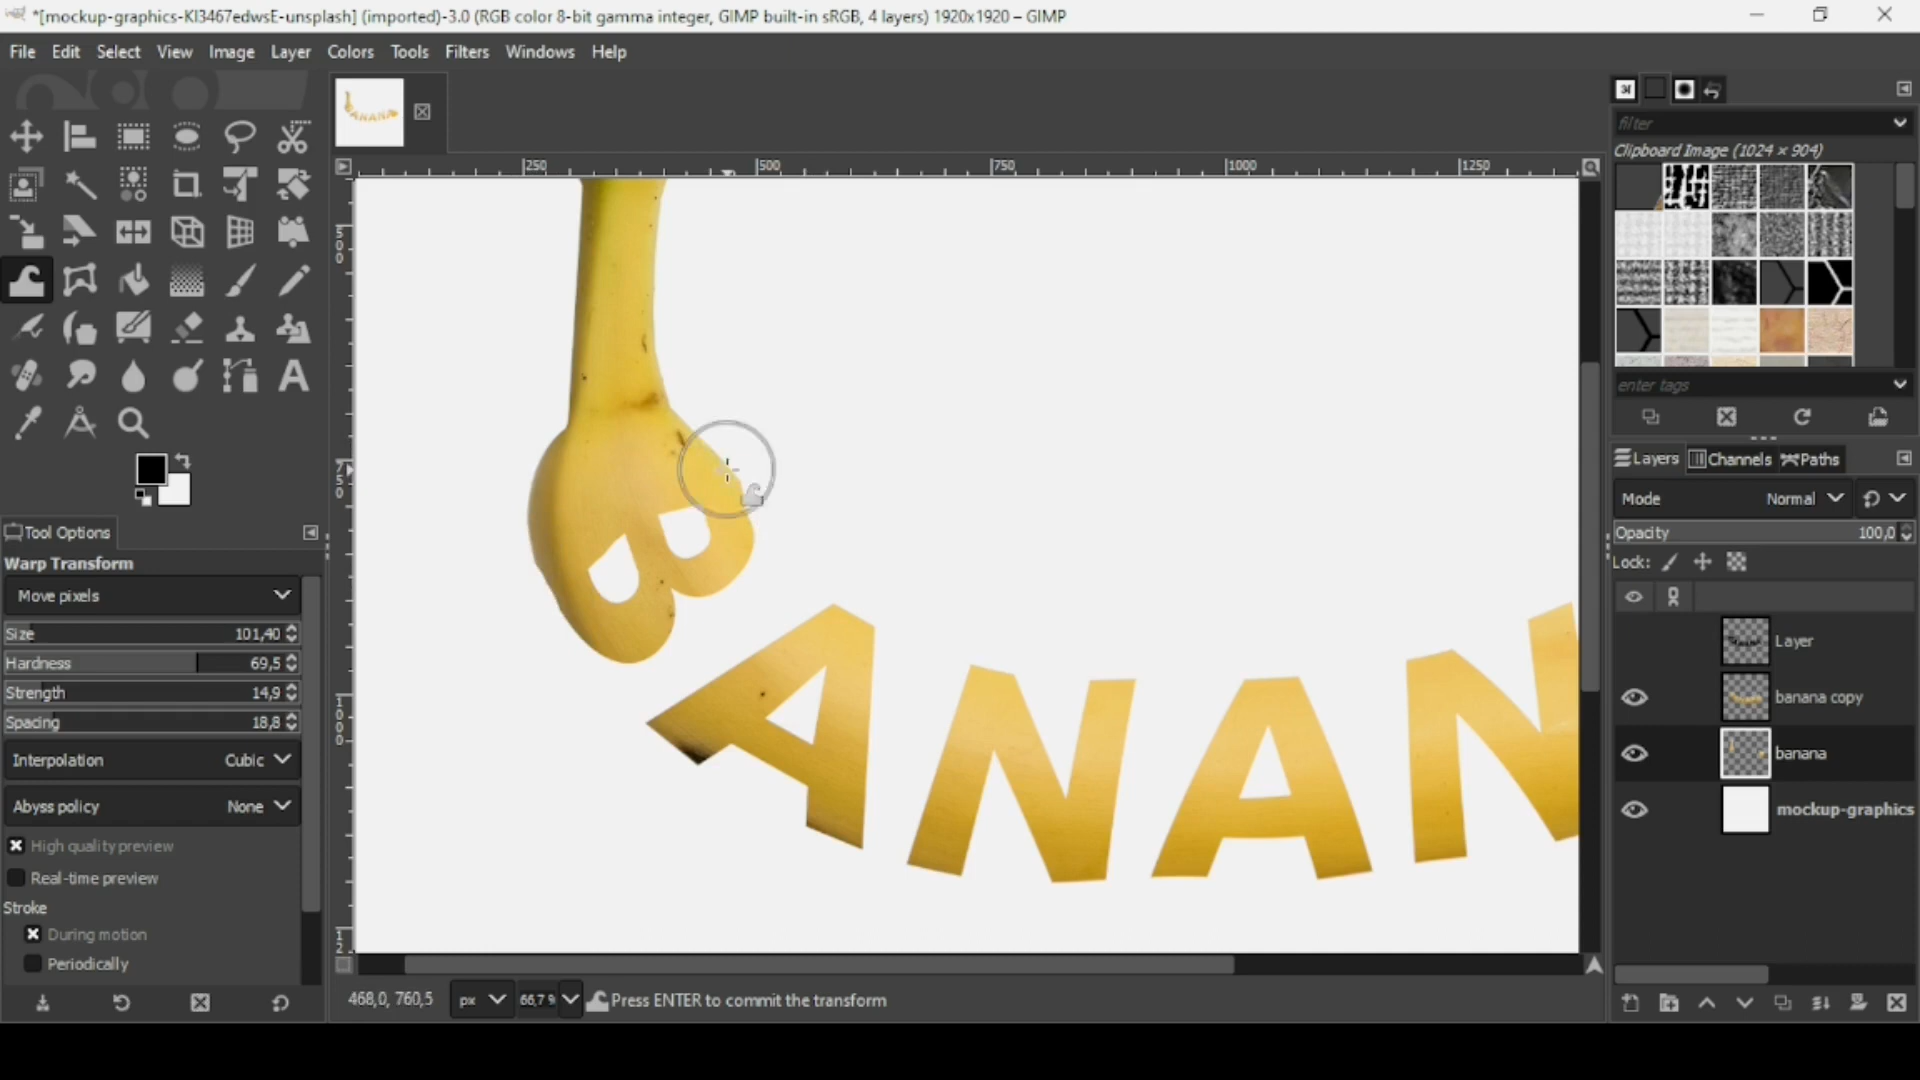 *[mockup-graphics-Kl3467edwsE-unsplash] (imported)-3.0 (RGB color 8-bit gamma integer, GIMP built-in sRGB, 4 layers) 1920x1920 – GIMP
File Edit Select View Image Layer Colors Tools Filters Windows Help
filter
Clipboard Image (1024 × 904)
250 500 750 1000 1250
500
750
1000
12
BANAN
enter tags
Layers Channels Paths
Mode Normal
Opacity 100,0
Lock:
Layer
banana copy
banana
mockup-graphics
Tool Options
Warp Transform
Move pixels
Size 101,40
Hardness 69,5
Strength 14,9
Spacing 18,8
Interpolation Cubic
Abyss policy None
High quality preview
Real-time preview
Stroke
During motion
Periodically
468,0, 760,5 px 66,7 % Press ENTER to commit the transform